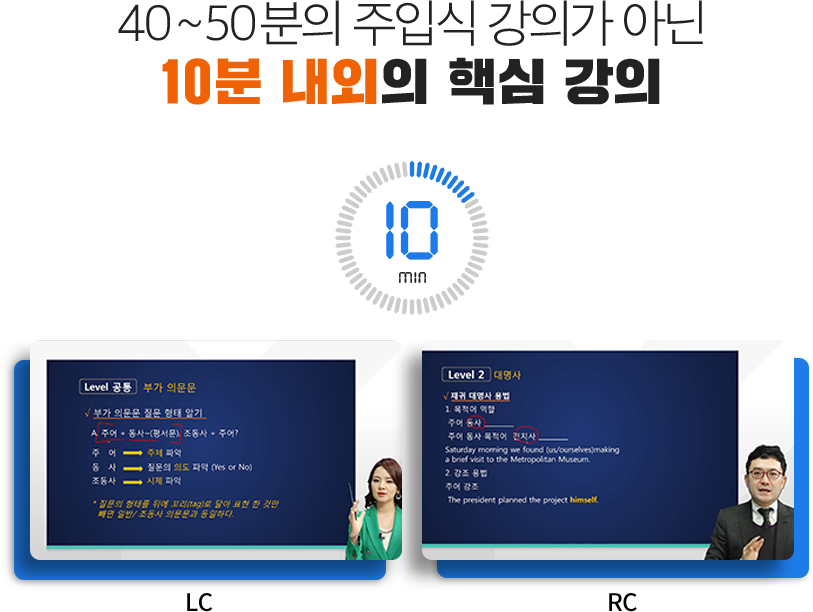 40~50분의 주입식 강의가 아닌
10분 내외의 핵심 강의
10
min
Level 공통 부가 의문문
√ 부가 의문문 질문 형태 알기
A. 주어 + 동사~(평서문), 조동사 + 주어?
주 어 → 주체 파악
동 사 → 질문의 의도 파악 (Yes or No)
조동사 → 시제 파악
* 질문의 형태를 뒤에 꼬리(tag)로 달아 표현 한 것만
빼면 일반/ 조동사 의문문과 동일하다.
LC
Level 2 대명사
√ 재귀 대명사 용법
1. 목적어 역할
주어 동사 ______
주어 동사 목적어 전치사 ______
Saturday morning we found (us/ourselves)making
a brief visit to the Metropolitan Museum.
2. 강조 용법
주어 강조
The president planned the project himself.
RC